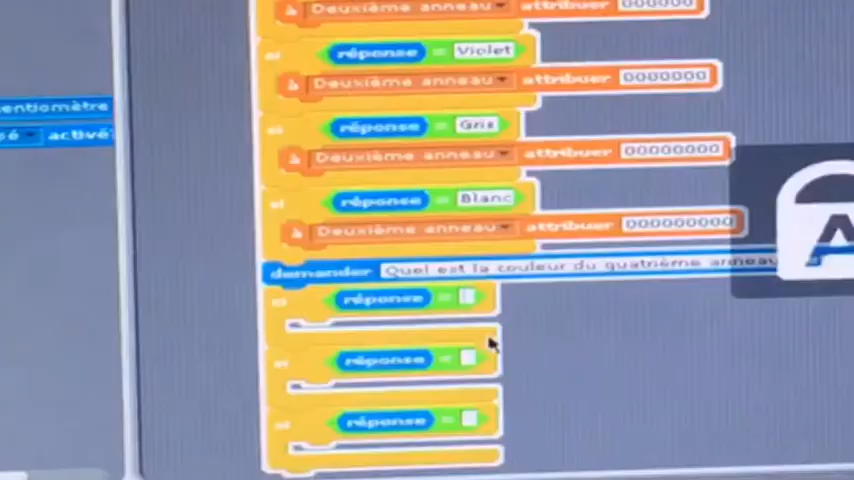 à Deuxième anneau attribuer 000000
entiomètre
si réponse = Violet
à Deuxième anneau attribuer 0000000
pé activé
si réponse = Gris
à Deuxième anneau attribuer 00000000
si réponse = Blanc
à Deuxième anneau attribuer 000000000
A
demander Quel est la couleur du quatrième anneau
si réponse =
si réponse =
si réponse =